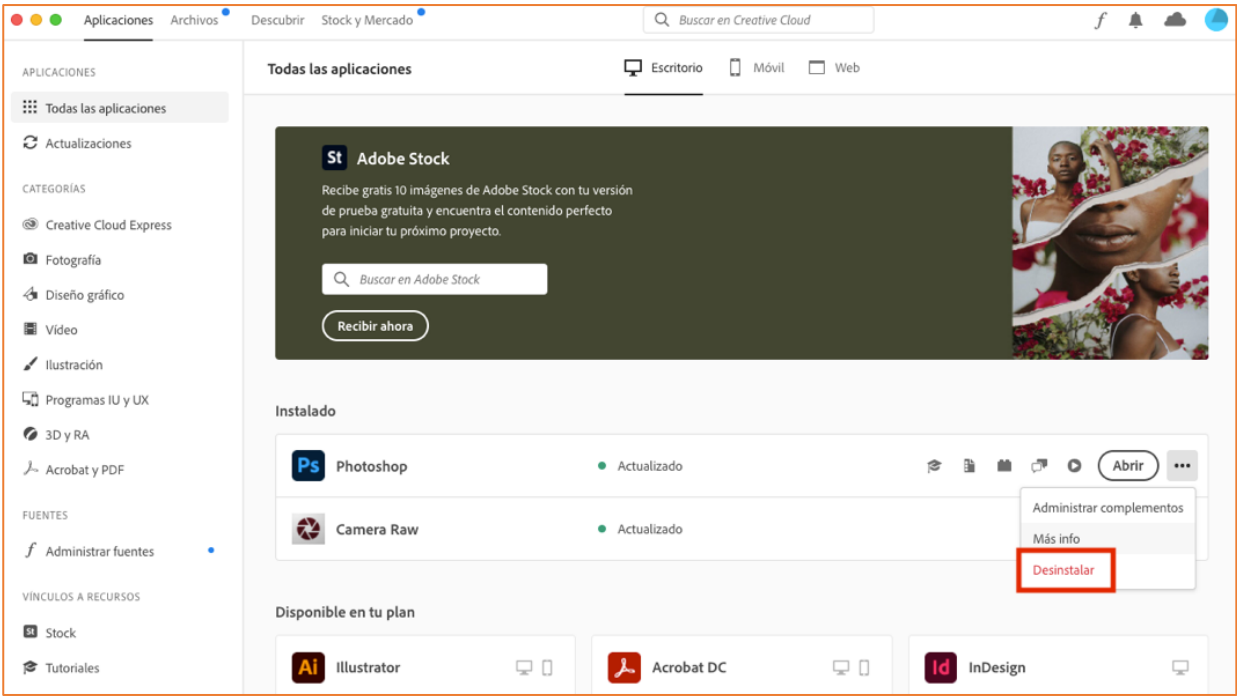 Aplicaciones Archivos Descubrir Stock y Mercado Buscar en Creative Cloud
APLICACIONES
Todas las aplicaciones
Actualizaciones
CATEGORÍAS
Creative Cloud Express
Fotografía
Diseño gráfico
Vídeo
Ilustración
Programas IU y UX
3D y RA
Acrobat y PDF
FUENTES
Administrar fuentes
VÍNCULOS A RECURSOS
St Stock
Tutoriales
Todas las aplicaciones Escritorio Móvil Web
St Adobe Stock
Recibe gratis 10 imágenes de Adobe Stock con tu versión
de prueba gratuita y encuentra el contenido perfecto
para iniciar tu próximo proyecto.
Buscar en Adobe Stock
Recibir ahora
Instalado
Ps Photoshop Actualizado Abrir
Camera Raw Actualizado
Administrar complementos
Más info
Desinstalar
Disponible en tu plan
Ai Illustrator Acrobat DC Id InDesign